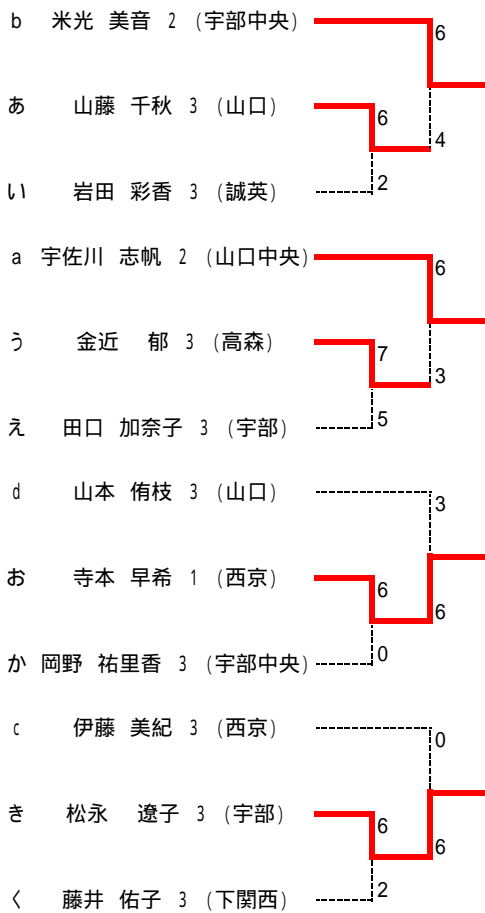 b 米光 美音 2 (宇部中央)
6
あ 山藤 千秋 3 (山口)
6
4
い 岩田 彩香 3 (誠英)
2
a 宇佐川 志帆 2 (山口中央)
6
う 金近 郁 3 (高森)
7
3
え 田口 加奈子 3 (宇部)
5
d 山本 侑枝 3 (山口)
3
お 寺本 早希 1 (西京)
6
6
か 岡野 祐里香 3 (宇部中央)
0
c 伊藤 美紀 3 (西京)
0
き 松永 遼子 3 (宇部)
6
6
く 藤井 佑子 3 (下関西)
2